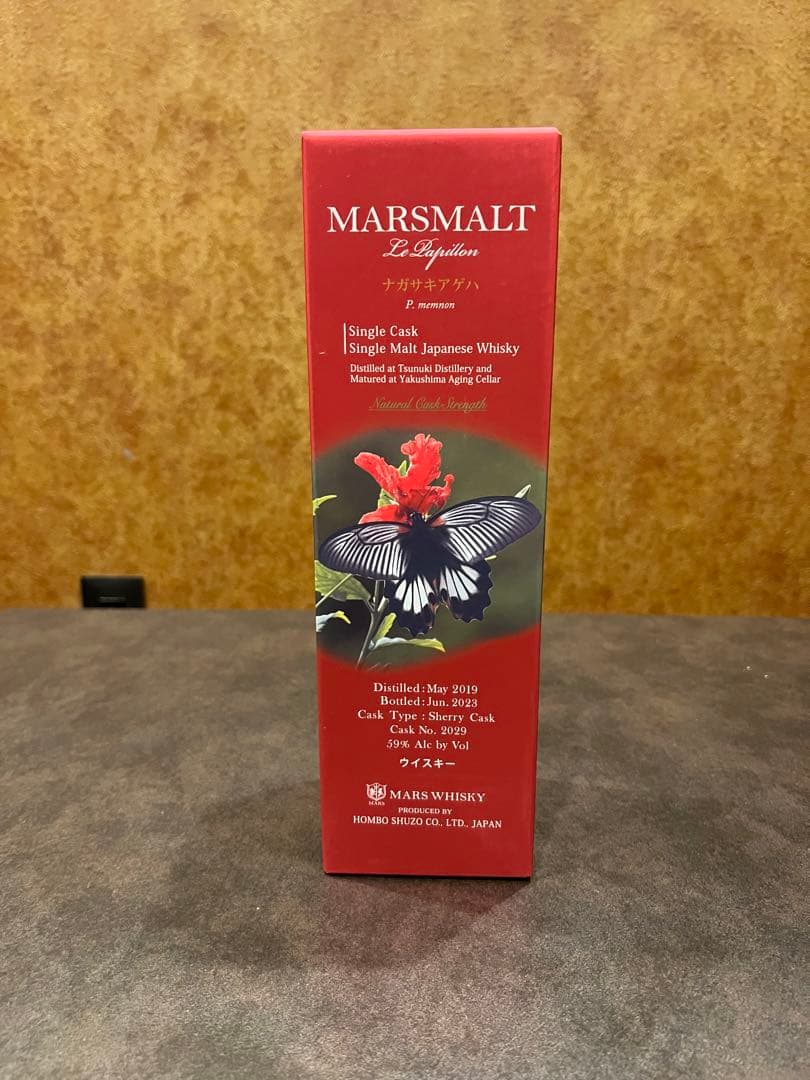 MARSMALT
Le Papillon
ナガサキアゲハ
P. memnon
Single Cask
Single Malt Japanese Whisky
Distilled at Tsunuki Distillery and
Matured at Yakushima Aging Cellar
Natural Cask Strength
Distilled : May 2019
Bottled : Jun. 2023
Cask Type : Sherry Cask
Cask No. 2029
59% Alc by Vol
ウイスキー
MARS
MARS WHISKY
PRODUCED BY
HOMBO SHUZO CO., LTD., JAPAN